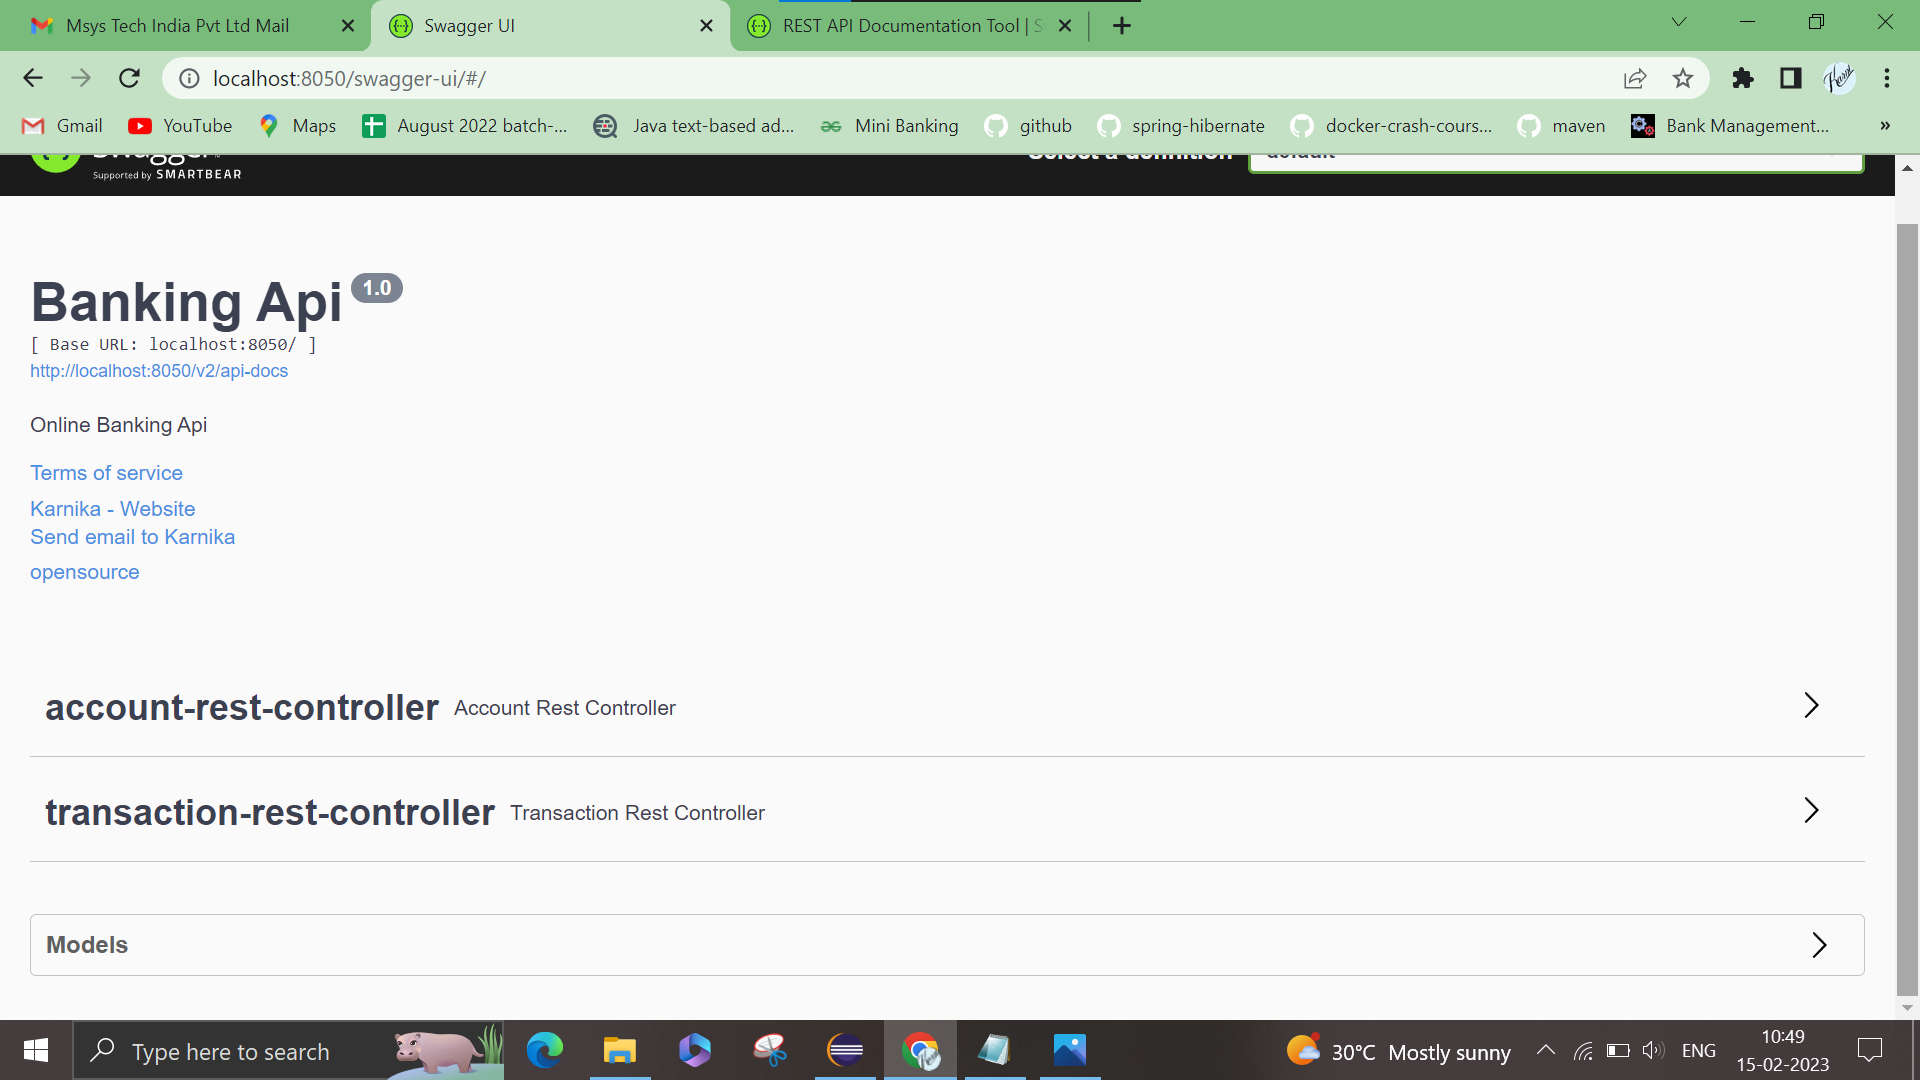 Msys Tech India Pvt Ltd Mail
Swagger UI
REST API Documentation Tool | S
localhost:8050/swagger-ui/#/
Gmail
YouTube
Maps
August 2022 batch-...
Java text-based ad...
Mini Banking
github
spring-hibernate
docker-crash-cours...
maven
Bank Management...
»
Swagger
Select a definition
default
Supported by SMARTBEAR
Banking Api 1.0
[ Base URL: localhost:8050/ ]
http://localhost:8050/v2/api-docs
Online Banking Api
Terms of service
Karnika - Website
Send email to Karnika
opensource
account-rest-controller Account Rest Controller
transaction-rest-controller Transaction Rest Controller
Models
Type here to search
30°C Mostly sunny
ENG
10:49
15-02-2023